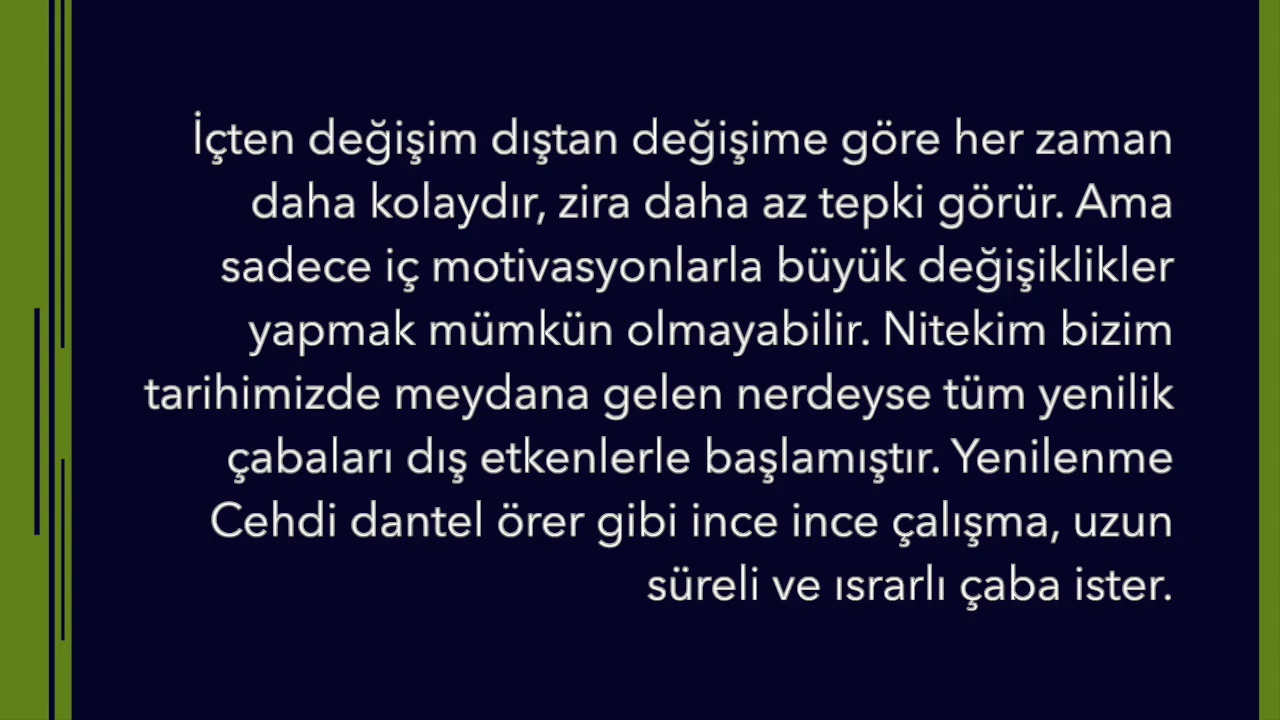 İçten değişim dıştan değişime göre her zaman
daha kolaydır, zira daha az tepki görür. Ama
sadece iç motivasyonlarla büyük değişiklikler
yapmak mümkün olmayabilir. Nitekim bizim
tarihimizde meydana gelen nerdeyse tüm yenilik
çabaları dış etkenlerle başlamıştır. Yenilenme
Cehdi dantel örer gibi ince ince çalışma, uzun
süreli ve ısrarlı çaba ister.